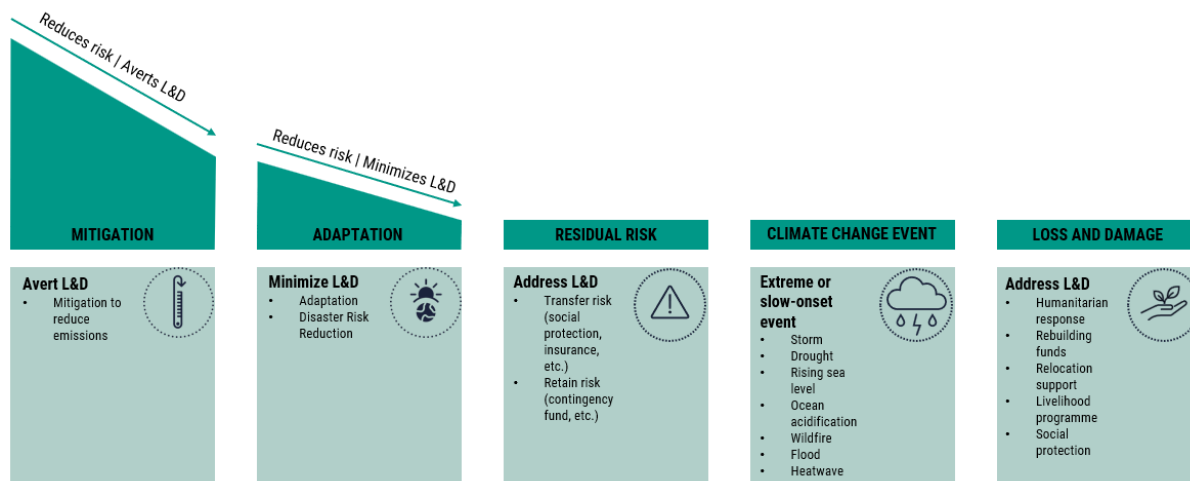 Reduces risk | Averts L&D
Reduces risk | Minimizes L&D
MITIGATION
ADAPTATION
RESIDUAL RISK
CLIMATE CHANGE EVENT
LOSS AND DAMAGE
Avert L&D
• Mitigation to
reduce
emissions
Minimize L&D
• Adaptation
• Disaster Risk
Reduction
Address L&D
• Transfer risk
(social
protection,
insurance,
etc.)
• Retain risk
(contingency
fund, etc.)
Extreme or
slow-onset
event
• Storm
• Drought
• Rising sea
level
• Ocean
acidification
• Wildfire
• Flood
• Heatwave
Address L&D
• Humanitarian
response
• Rebuilding
funds
• Relocation
support
• Livelihood
programme
• Social
protection